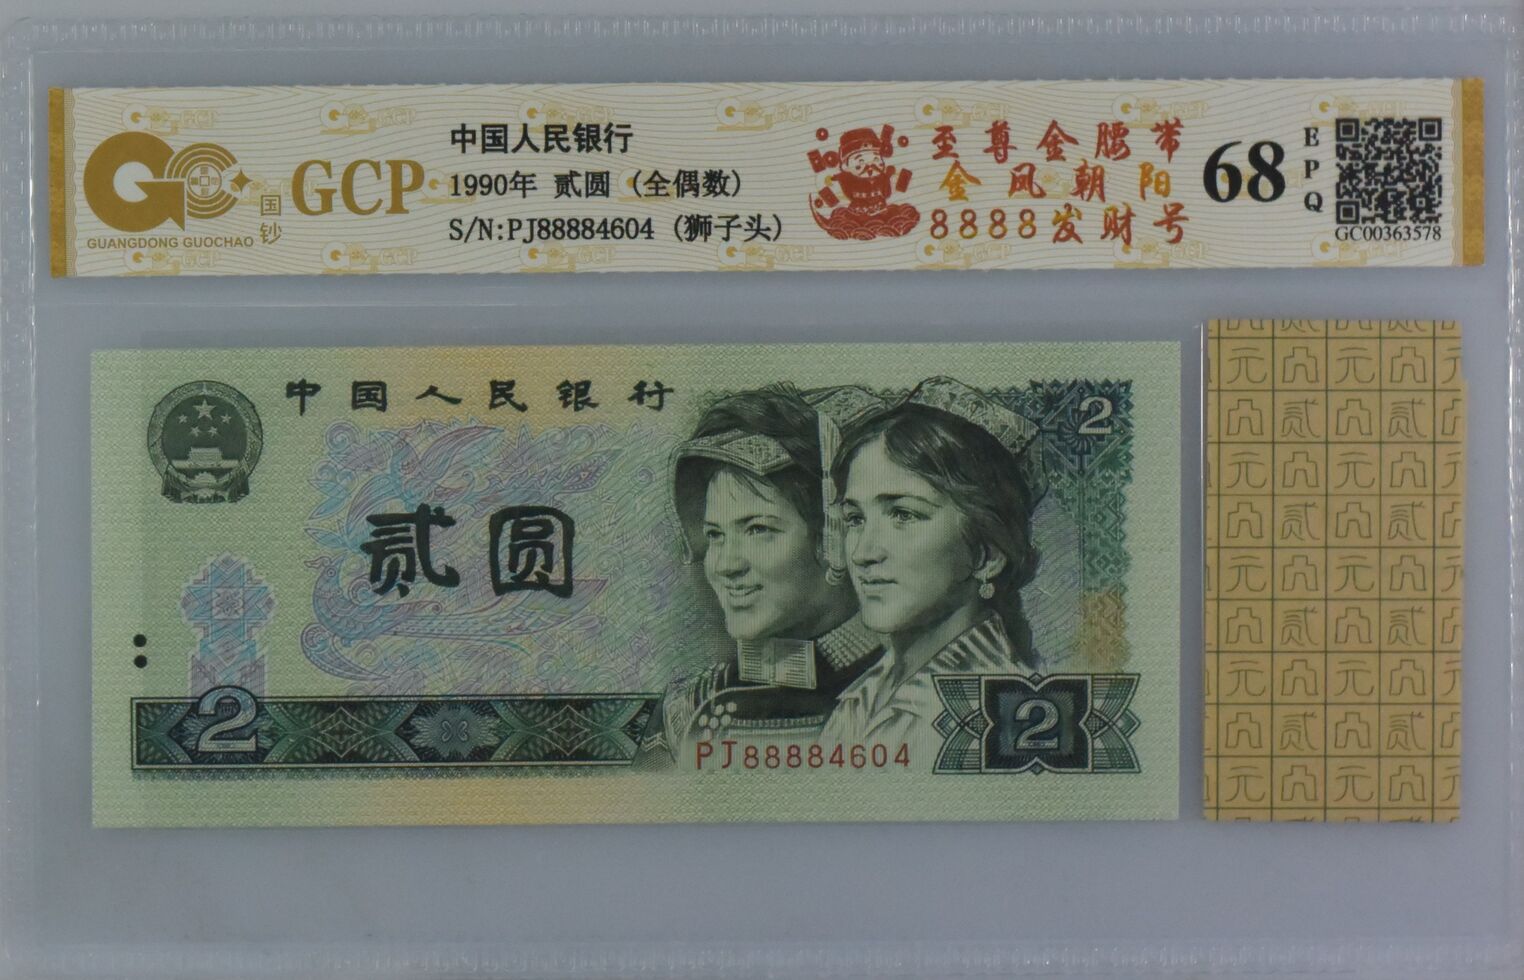 GCP
国钞
GUANGDONG GUOCHAO
中国人民银行
1990年 贰圆 (全偶数)
S/N:PJ88884604 (狮子头)
至尊金腰带
金凤朝阳
8888发财号
68
EPQ
GC00363578
中国人民银行
2
贰圆
2
2
PJ88884604